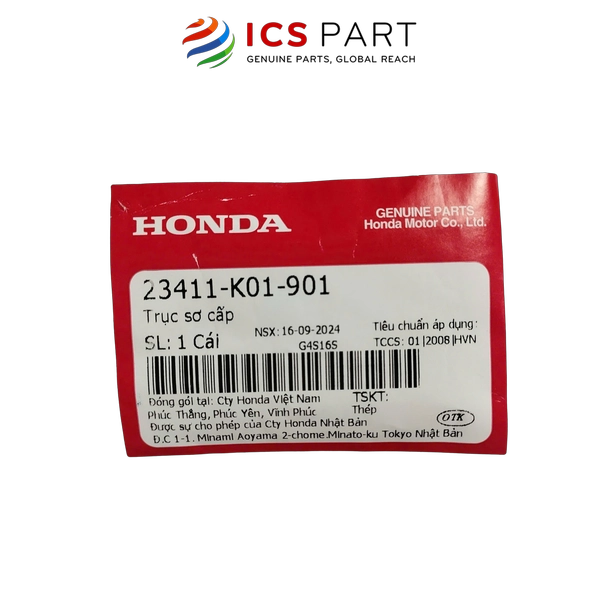 ICS PART
GENUINE PARTS, GLOBAL REACH
HONDA
GENUINE PARTS
Honda Motor Co., Ltd.
23411-K01-901
Trục sơ cấp
SL: 1 Cái
NSX: 16-09-2024
G4S16S
Tiêu chuẩn áp dụng:
TCCS: 01|2008|HVN
Đóng gói tại: Cty Honda Việt Nam
Phúc Thắng, Phúc Yên, Vĩnh Phúc
TSKT:
Thép
Được sự cho phép của Cty Honda Nhật Bản
Đ.C 1-1. Minami Aoyama 2-chome.Minato-ku Tokyo Nhật Bản
OTK